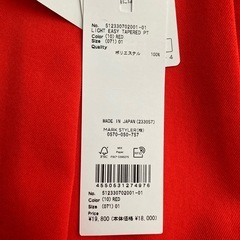 No. 512330702001-01
LIGHT EASY TAPERED PT
Color (10) RED
Size (071) 01
Quality
ポリエステル 100%
4
MADE IN JAPAN (233057)
MARK STYLER(株)
0570-050-757
4550631274976
No. 512330702001-01
Color (10) RED
Size (071) 01
¥19,800 (本体価格 ¥18,000)